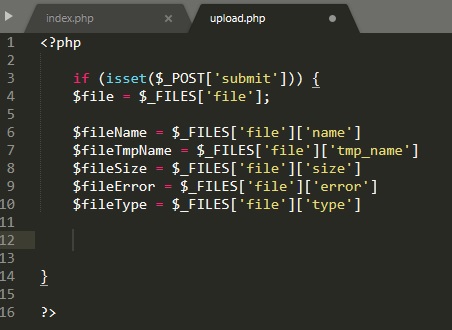 index.php × upload.php
1 <?php
2
3 if (isset($_POST['submit'])) {
4 $file = $_FILES['file'];
5
6 $fileName = $_FILES['file']['name']
7 $fileTmpName = $_FILES['file']['tmp_name']
8 $fileSize = $_FILES['file']['size']
9 $fileError = $_FILES['file']['error']
10 $fileType = $_FILES['file']['type']
11
12
13
14 }
15
16 ?>